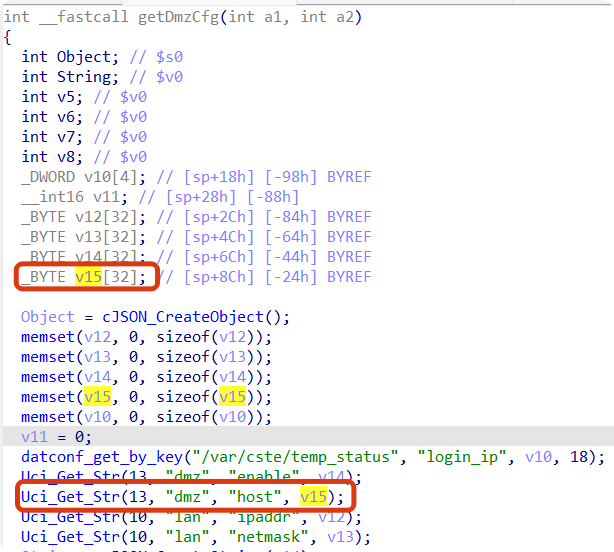 int __fastcall getDmzCfg(int a1, int a2)
{
int Object; // $s0
int String; // $v0
int v5; // $v0
int v6; // $v0
int v7; // $v0
int v8; // $v0
_DWORD v10[4]; // [sp+18h] [-98h] BYREF
__int16 v11; // [sp+28h] [-88h]
_BYTE v12[32]; // [sp+2Ch] [-84h] BYREF
_BYTE v13[32]; // [sp+4Ch] [-64h] BYREF
_BYTE v14[32]; // [sp+6Ch] [-44h] BYREF
_BYTE v15[32]; // [sp+8Ch] [-24h] BYREF
Object = cJSON_CreateObject();
memset(v12, 0, sizeof(v12));
memset(v13, 0, sizeof(v13));
memset(v14, 0, sizeof(v14));
memset(v15, 0, sizeof(v15));
memset(v10, 0, sizeof(v10));
v11 = 0;
datconf_get_by_key("/var/cste/temp_status", "login_ip", v10, 18);
Uci_Get_Str(13, "dmz", "enable", v14);
Uci_Get_Str(13, "dmz", "host", v15);
Uci_Get_Str(10, "lan", "ipaddr", v12);
Uci_Get_Str(10, "lan", "netmask", v13);